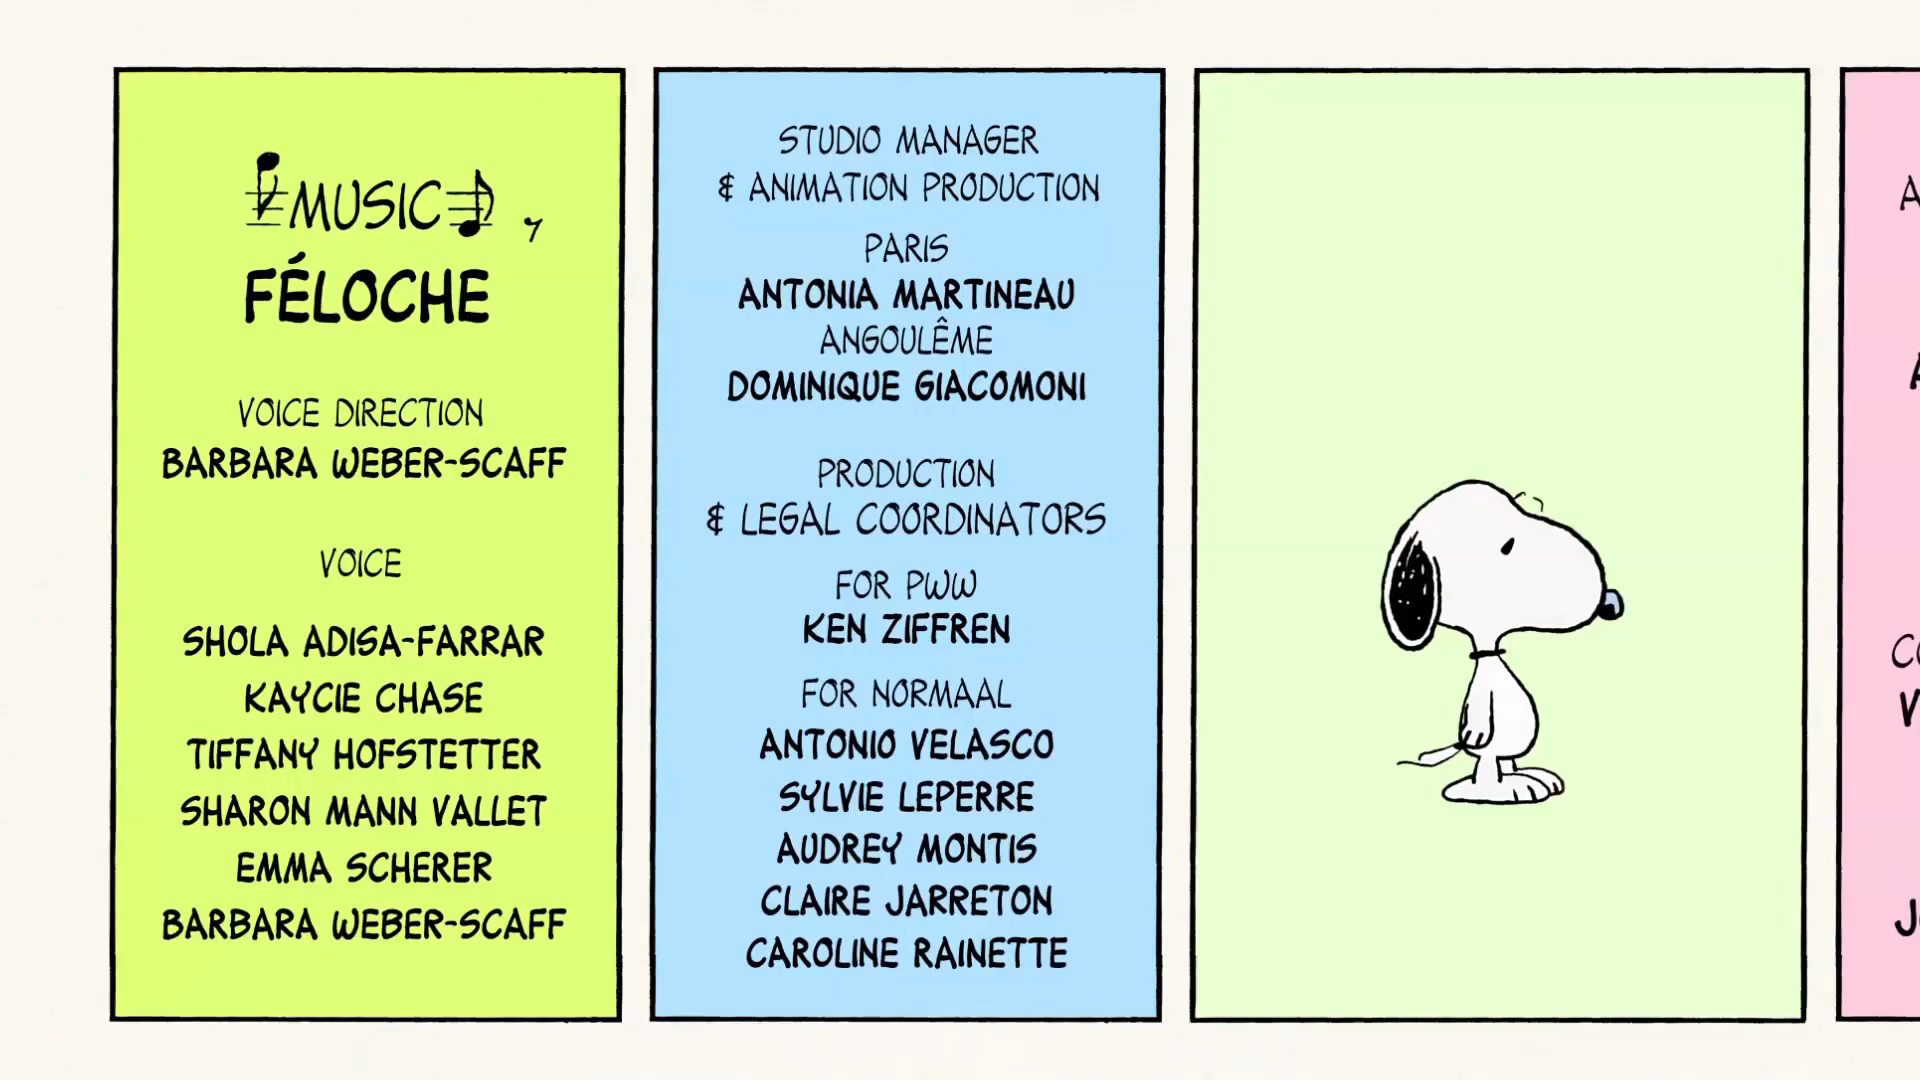 MUSIC
FÉLOCHE
VOICE DIRECTION
BARBARA WEBER-SCAFF
VOICE
SHOLA ADISA-FARRAR
KAYCIE CHASE
TIFFANY HOFSTETTER
SHARON MANN VALLET
EMMA SCHERER
BARBARA WEBER-SCAFF
STUDIO MANAGER
& ANIMATION PRODUCTION
PARIS
ANTONIA MARTINEAU
ANGOULÊME
DOMINIQUE GIACOMONI
PRODUCTION
& LEGAL COORDINATORS
FOR PWW
KEN ZIFFREN
FOR NORMAAL
ANTONIO VELASCO
SYLVIE LEPERRE
AUDREY MONTIS
CLAIRE JARRETON
CAROLINE RAINETTE